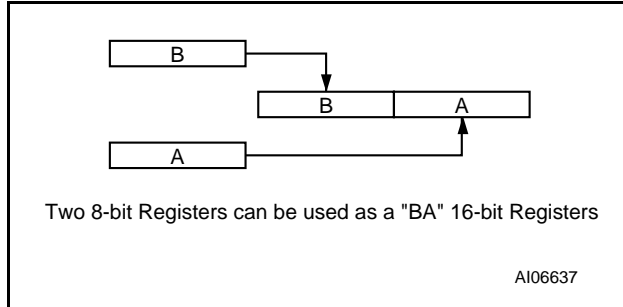 B
B A
A
Two 8-bit Registers can be used as a "BA" 16-bit Registers
AI06637